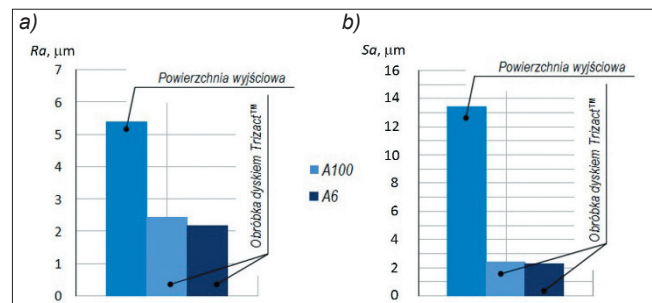 a)
Ra, μm
Powierzchnia wyjściowa
7
6
5
4
3
2
1
0
Obróbka dyskiem Trizact™
A100
A6
b)
Sa, μm
Powierzchnia wyjściowa
16
14
12
10
8
6
4
2
0
Obróbka dyskiem Trizact™